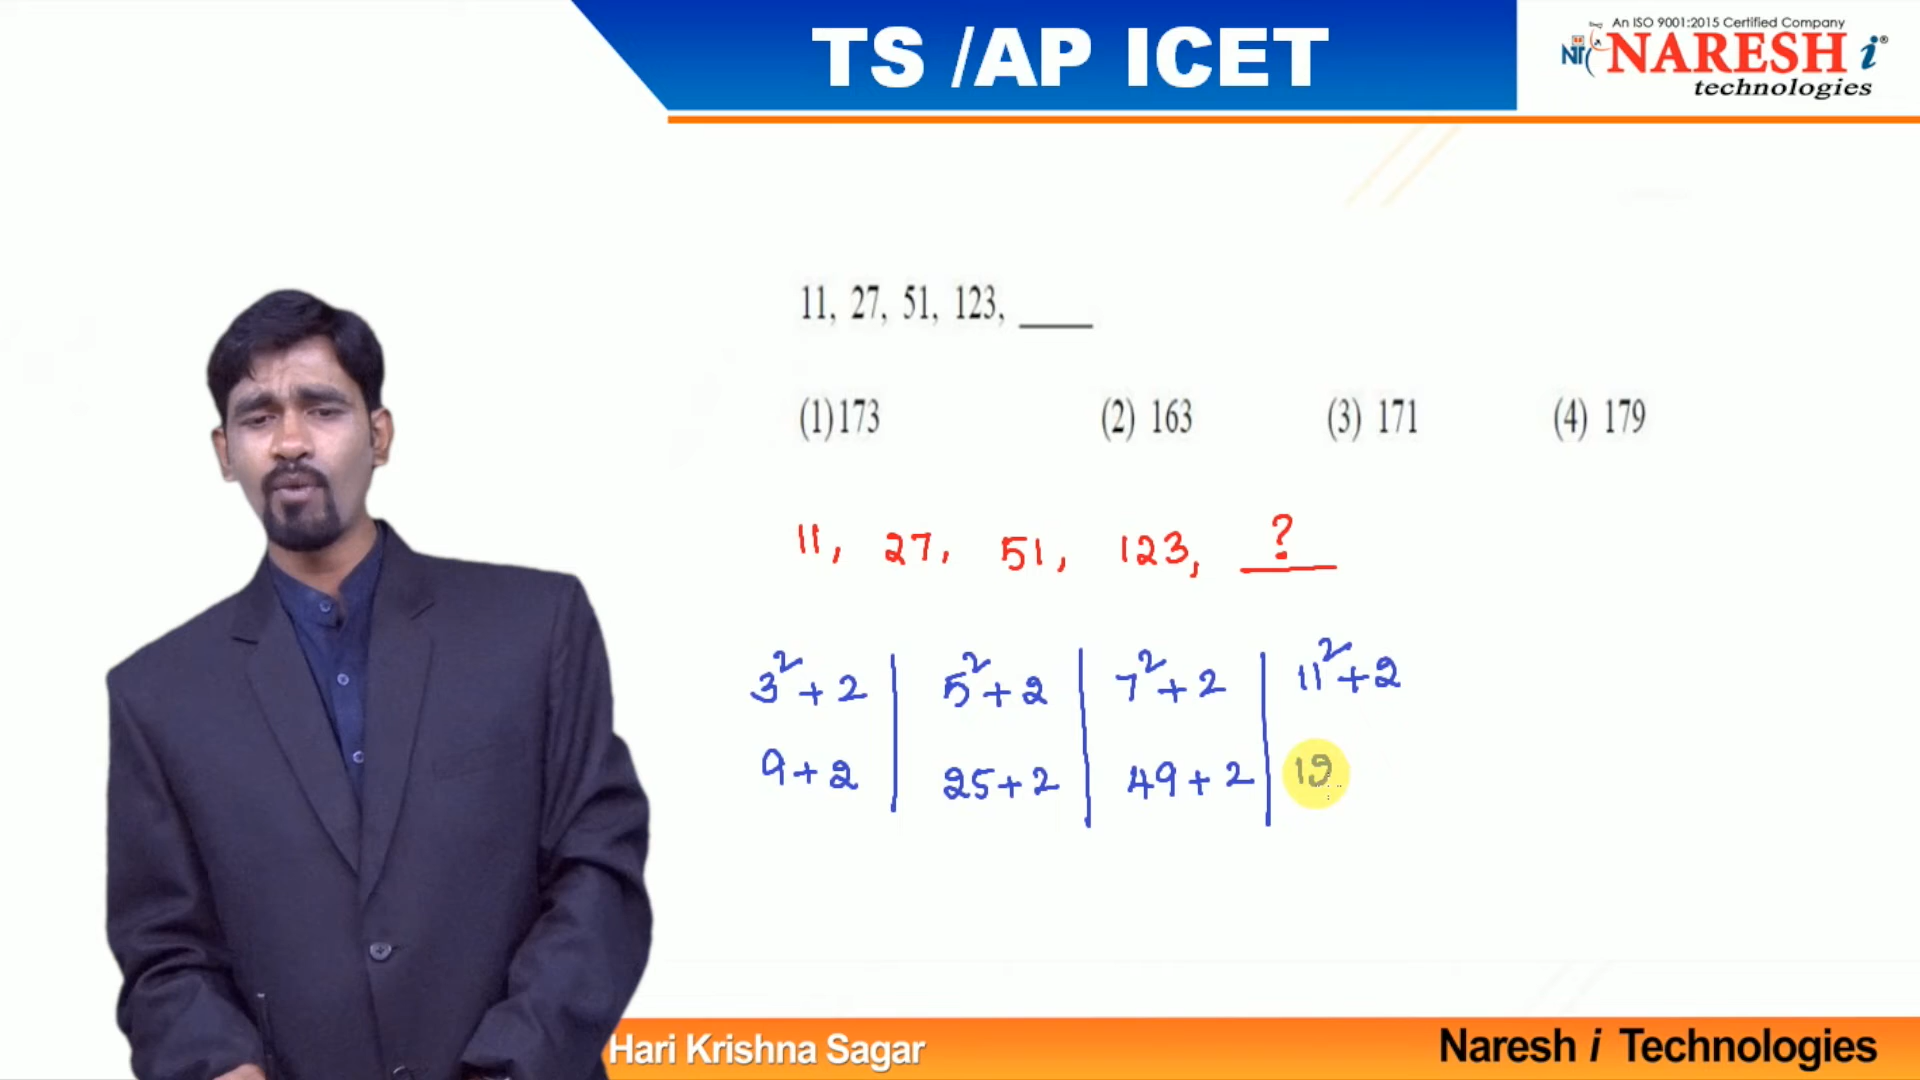 TS /AP ICET
An ISO 9001:2015 Certified Company
NARESH i®
technologies
11, 27, 51, 123, ____
(1) 173 (2) 163 (3) 171 (4) 179
11, 27, 51, 123, ?
3²+2 | 5²+2 | 7²+2 | 11²+2
9+2 | 25+2 | 49+2 |
Hari Krishna Sagar
Naresh i Technologies